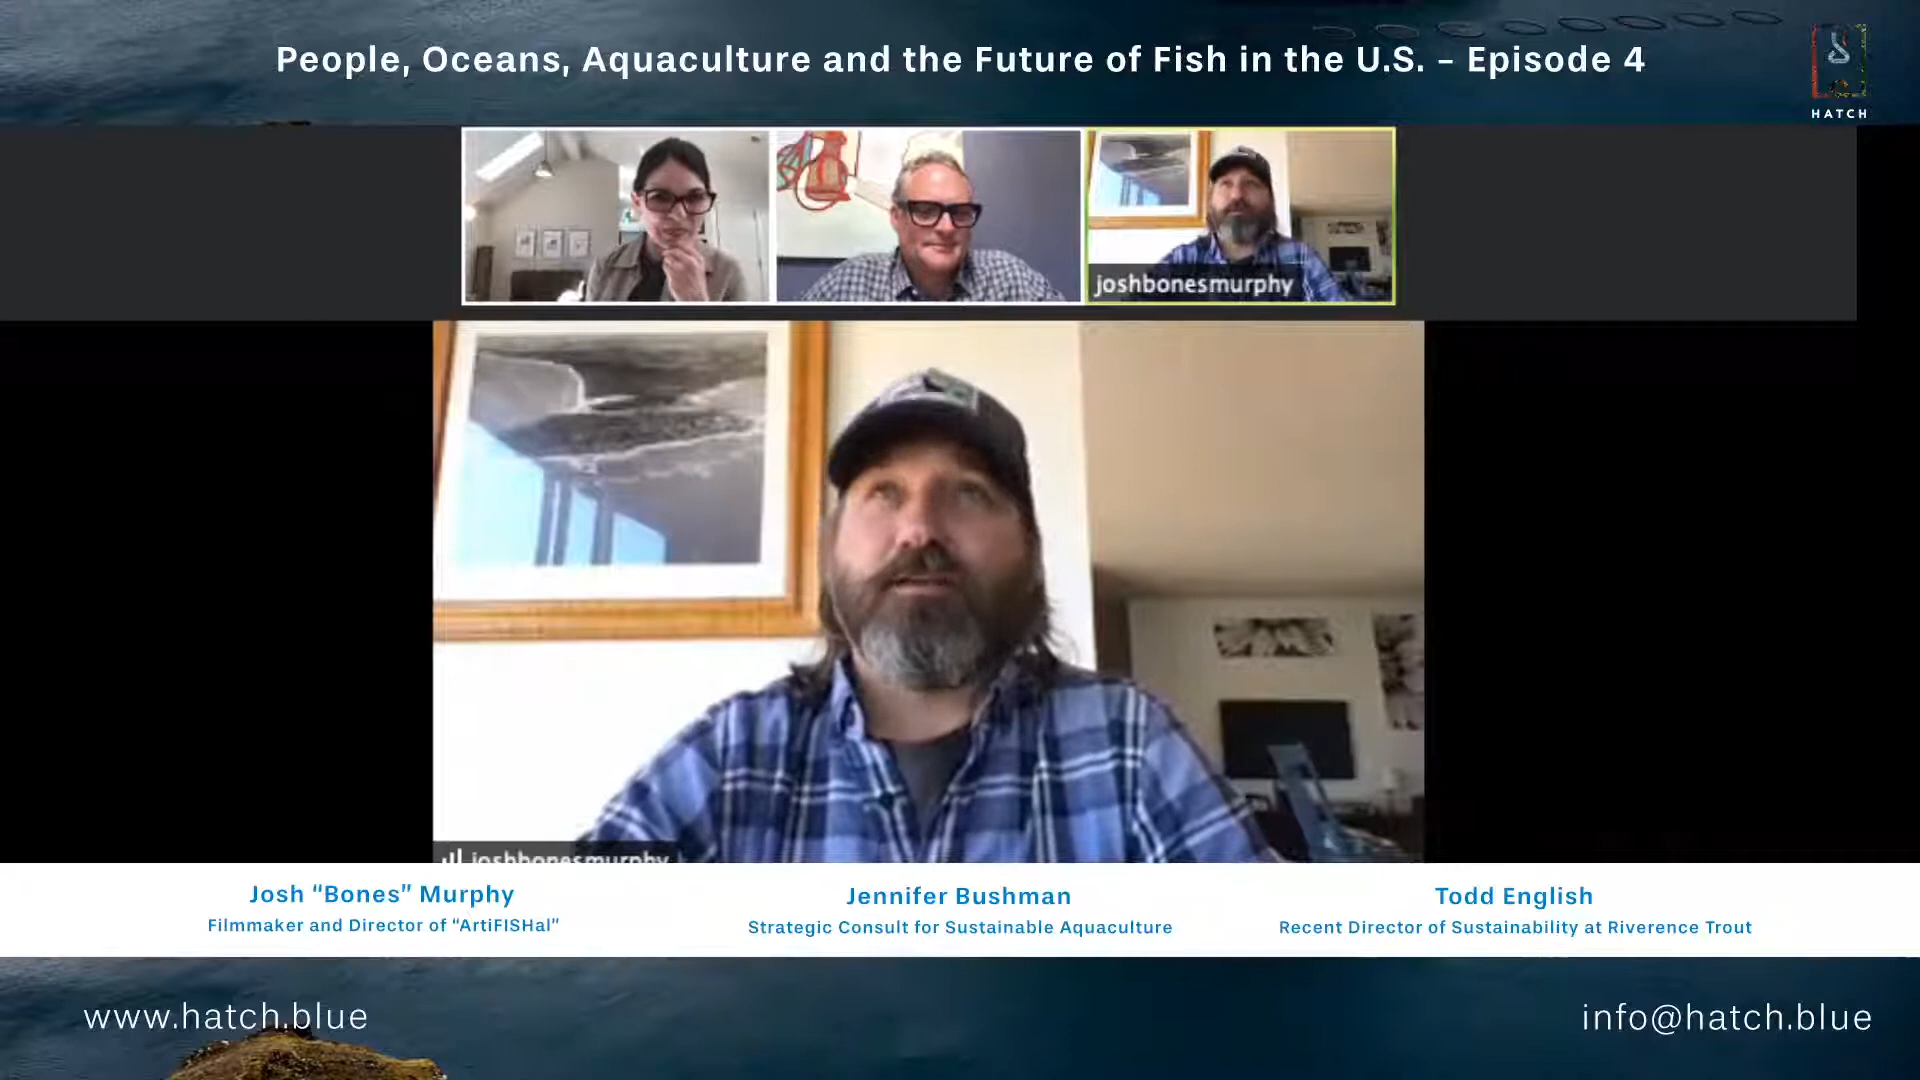 People, Oceans, Aquaculture and the Future of Fish in the U.S. – Episode 4
HATCH
joshbonesmurphy
joshbonesmurphy
Josh “Bones” Murphy
Filmmaker and Director of “ArtiFISHal”
Jennifer Bushman
Strategic Consult for Sustainable Aquaculture
Todd English
Recent Director of Sustainability at Riverence Trout
www.hatch.blue
info@hatch.blue